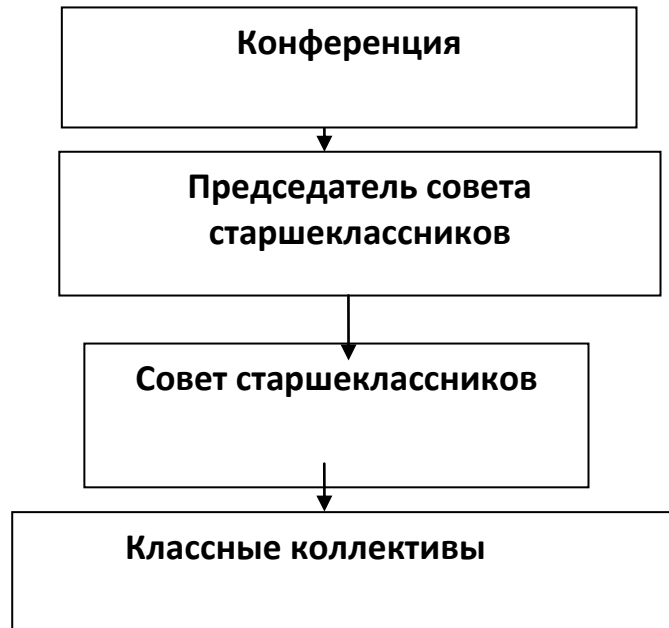 Конференция
Председатель совета
старшеклассников
Совет старшеклассников
Классные коллективы